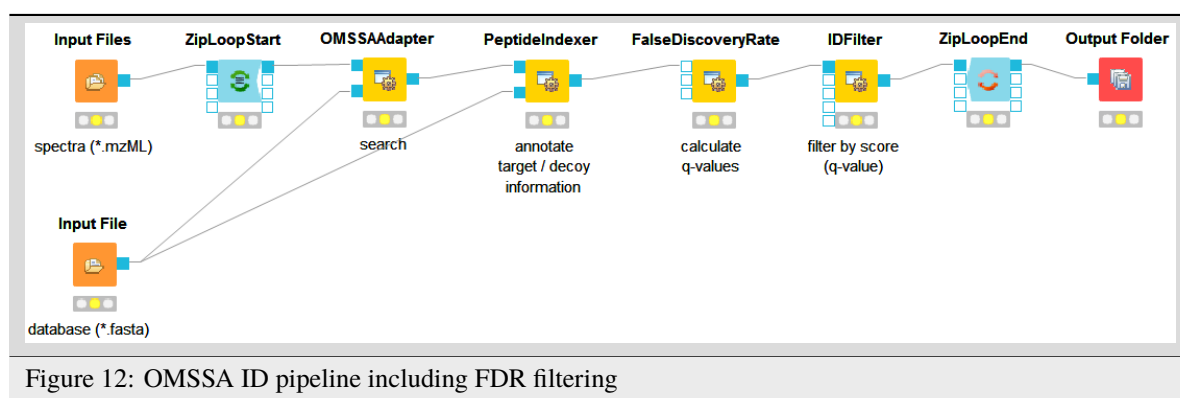 Input Files
ZipLoopStart
OMSSAAdapter
PeptideIndexer
FalseDiscoveryRate
IDFilter
ZipLoopEnd
Output Folder
spectra (*.mzML)
search
annotate
target / decoy
information
calculate
q-values
filter by score
(q-value)
Input File
database (*.fasta)
Figure 12: OMSSA ID pipeline including FDR filtering